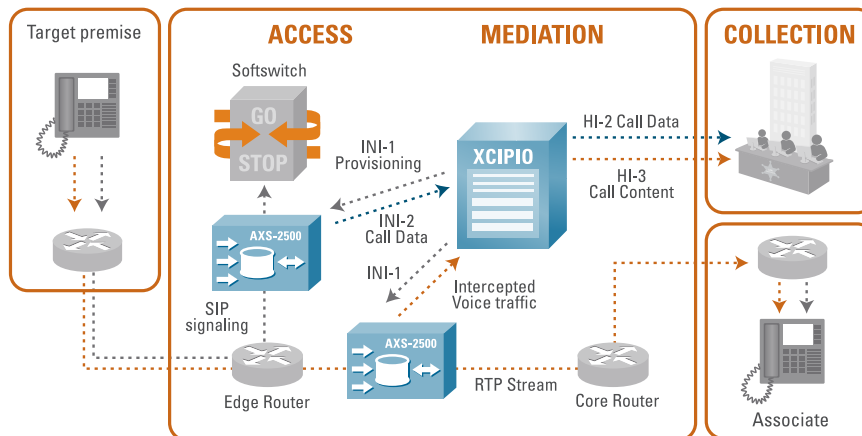 Target premise
ACCESS
MEDIATION
COLLECTION
Softswitch
GO
STOP
INI-1
Provisioning
XCIPIO
HI-2 Call Data
HI-3
Call Content
AXS-2500
INI-2
Call Data
INI-1
Intercepted
Voice traffic
SIP
signaling
AXS-2500
Edge Router
RTP Stream
Core Router
Associate